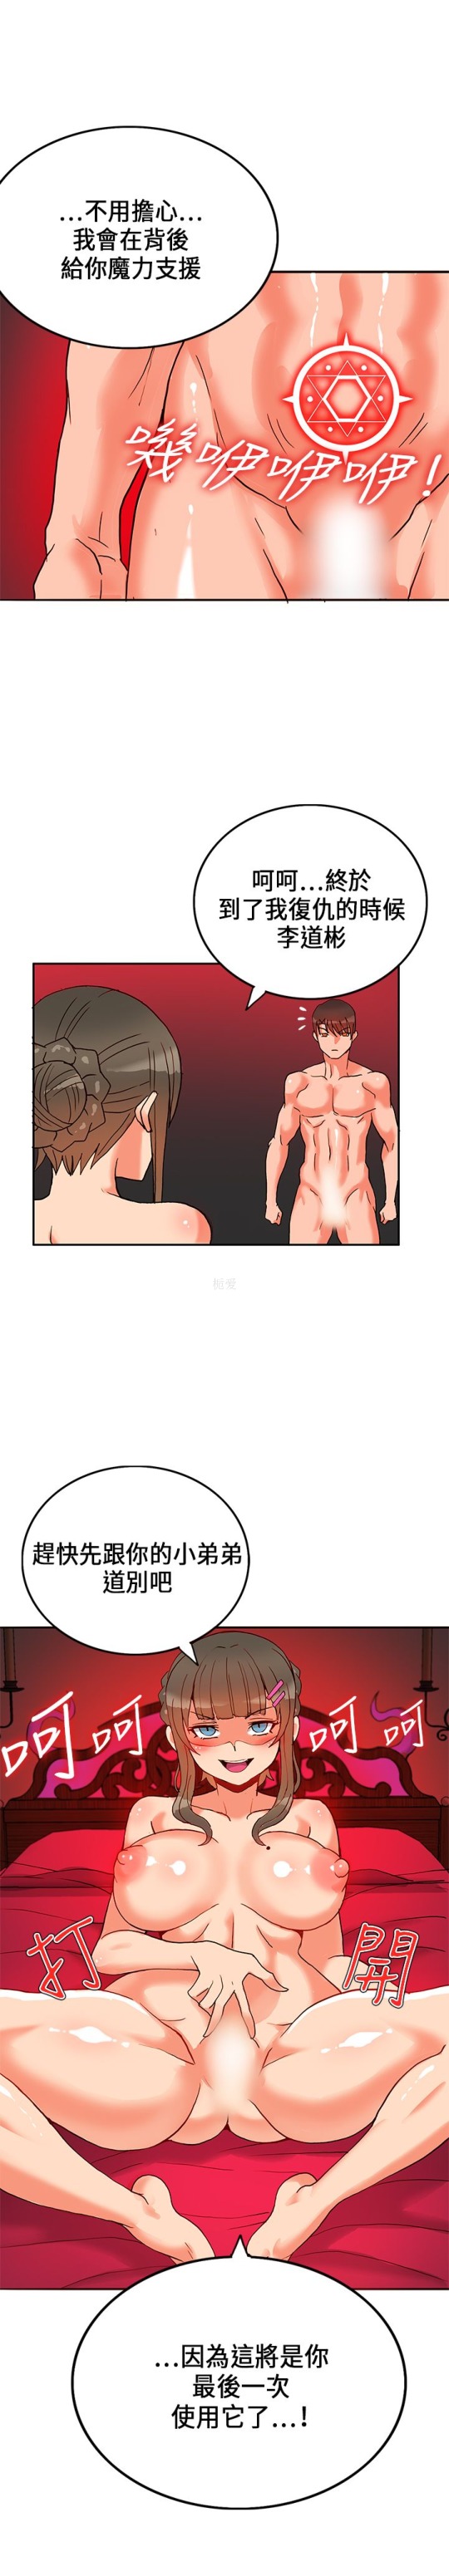 ...不用擔心...
我會在背後
給你魔力支援
嘰咿咿咿!
呵呵...終於
到了我復仇的時候
李道彬
趕快先跟你的小弟弟
道別吧
呵呵
呵呵
打開
...因為這將是你
最後一次
使用它了...!